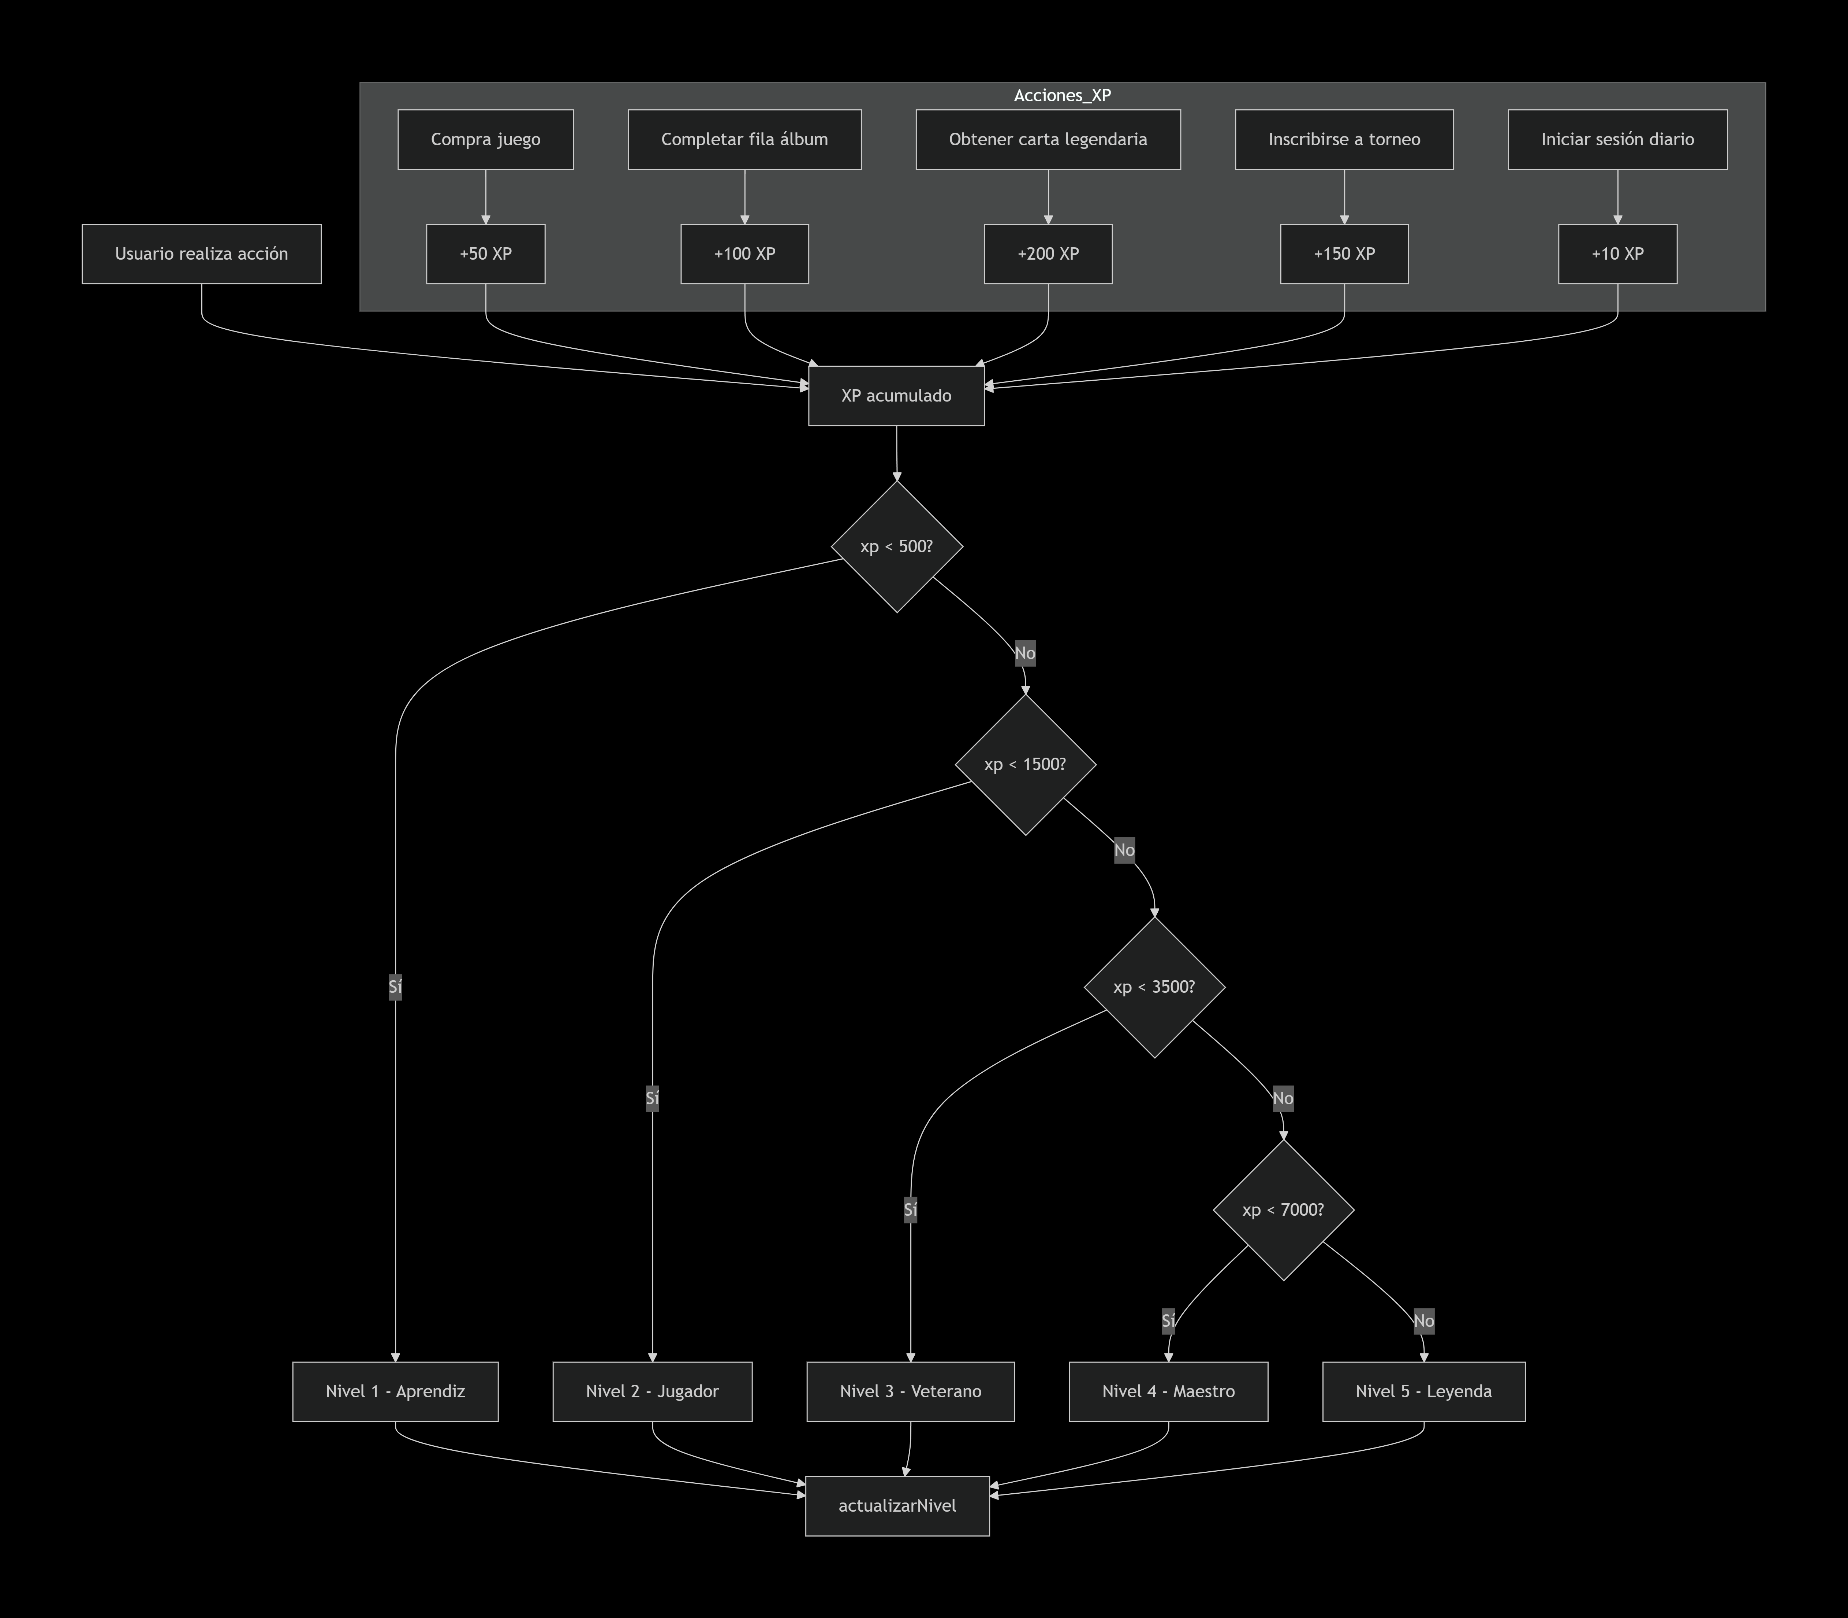 Acciones_XP
Compra juego
Completar fila álbum
Obtener carta legendaria
Inscribirse a torneo
Iniciar sesión diario
Usuario realiza acción
+50 XP
+100 XP
+200 XP
+150 XP
+10 XP
XP acumulado
xp < 500?
No
xp < 1500?
No
Sí
xp < 3500?
Sí
No
Sí
xp < 7000?
Sí
No
Nivel 1 - Aprendiz
Nivel 2 - Jugador
Nivel 3 - Veterano
Nivel 4 - Maestro
Nivel 5 - Leyenda
actualizarNivel